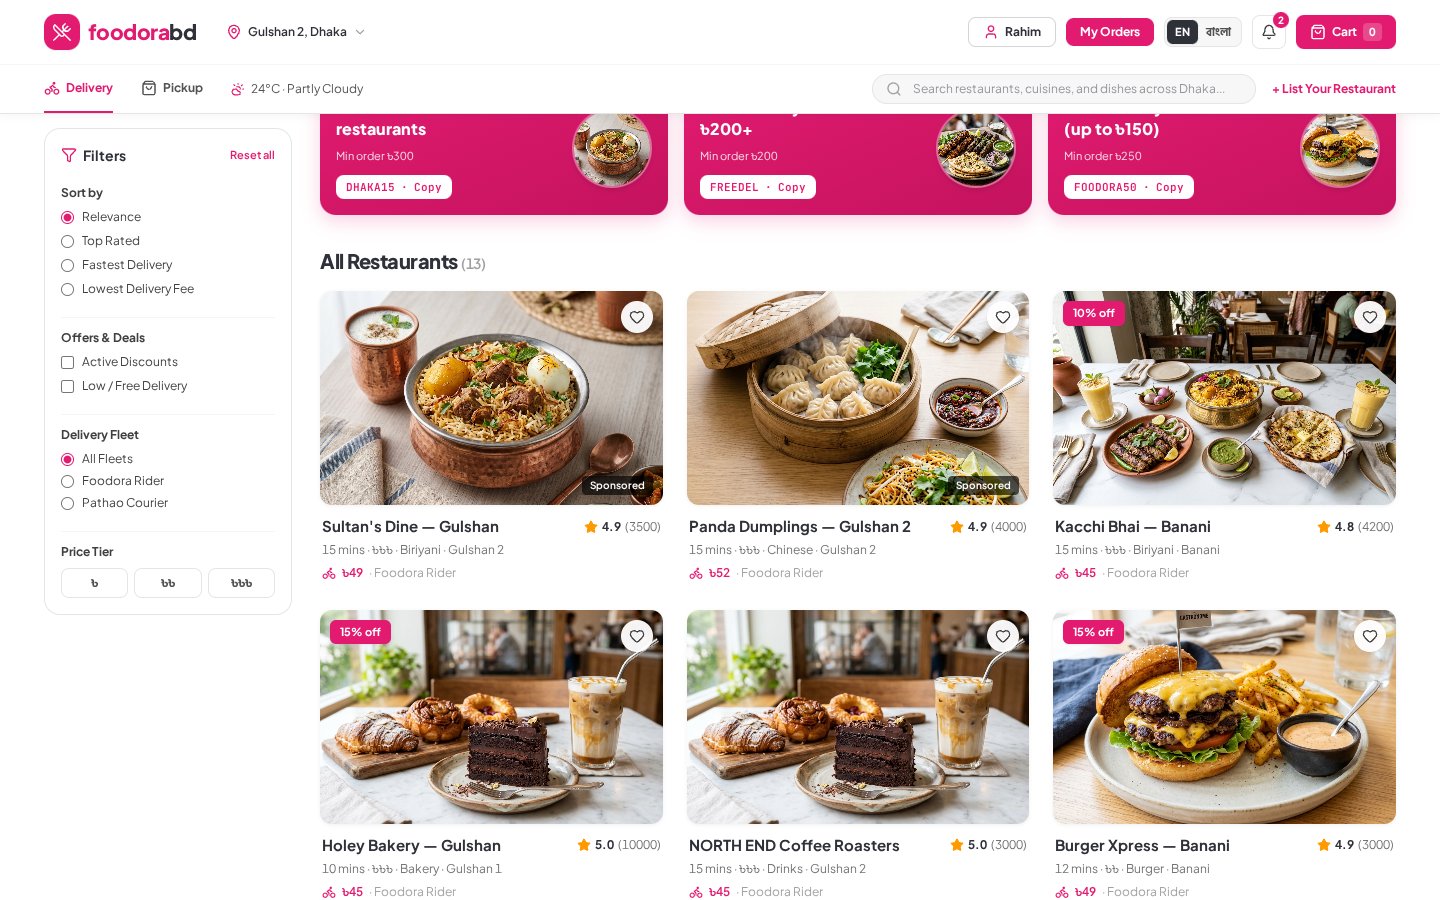 foodorabd
Gulshan 2, Dhaka
Rahim
My Orders
EN
বাংলা
2
Cart 0
Delivery
Pickup
24°C · Partly Cloudy
Search restaurants, cuisines, and dishes across Dhaka...
+ List Your Restaurant
Filters
Reset all
Sort by
Relevance
Top Rated
Fastest Delivery
Lowest Delivery Fee
Offers & Deals
Active Discounts
Low / Free Delivery
Delivery Fleet
All Fleets
Foodora Rider
Pathao Courier
Price Tier
৳
৳৳
৳৳৳
restaurants
Min order ৳300
DHAKA15 · Copy
৳200+
Min order ৳200
FREEDEL · Copy
(up to ৳150)
Min order ৳250
FOODORA50 · Copy
All Restaurants (13)
Sponsored
Sultan's Dine — Gulshan
4.9 (3500)
15 mins · ৳৳৳ · Biriyani · Gulshan 2
৳49 · Foodora Rider
Sponsored
Panda Dumplings — Gulshan 2
4.9 (4000)
15 mins · ৳৳৳ · Chinese · Gulshan 2
৳52 · Foodora Rider
10% off
Kacchi Bhai — Banani
4.8 (4200)
15 mins · ৳৳৳ · Biriyani · Banani
৳45 · Foodora Rider
15% off
Holey Bakery — Gulshan
5.0 (10000)
10 mins · ৳৳৳ · Bakery · Gulshan 1
৳45 · Foodora Rider
NORTH END Coffee Roasters
5.0 (3000)
15 mins · ৳৳৳ · Drinks · Gulshan 2
৳45 · Foodora Rider
15% off
Burger Xpress — Banani
4.9 (3000)
12 mins · ৳৳ · Burger · Banani
৳49 · Foodora Rider